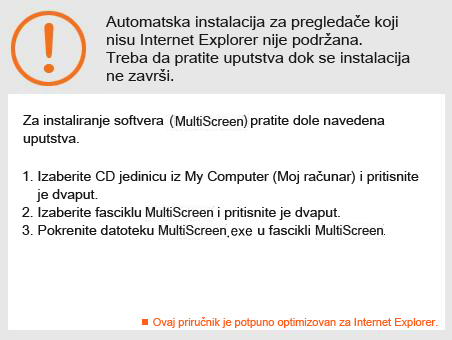 Automatska instalacija za pregledače koji
nisu Internet Explorer nije podržana.
Treba da pratite uputstva dok se instalacija
ne završi.
Za instaliranje softvera (MultiScreen) pratite dole navedena
uputstva.
1. Izaberite CD jedinicu iz My Computer (Moj računar) i pritisnite
je dvaput.
2. Izaberite fasciklu MultiScreen i pritisnite je dvaput.
3. Pokrenite datoteku MultiScreen.exe u fascikli MultiScreen.
Ovaj priručnik je potpuno optimizovan za Internet Explorer.